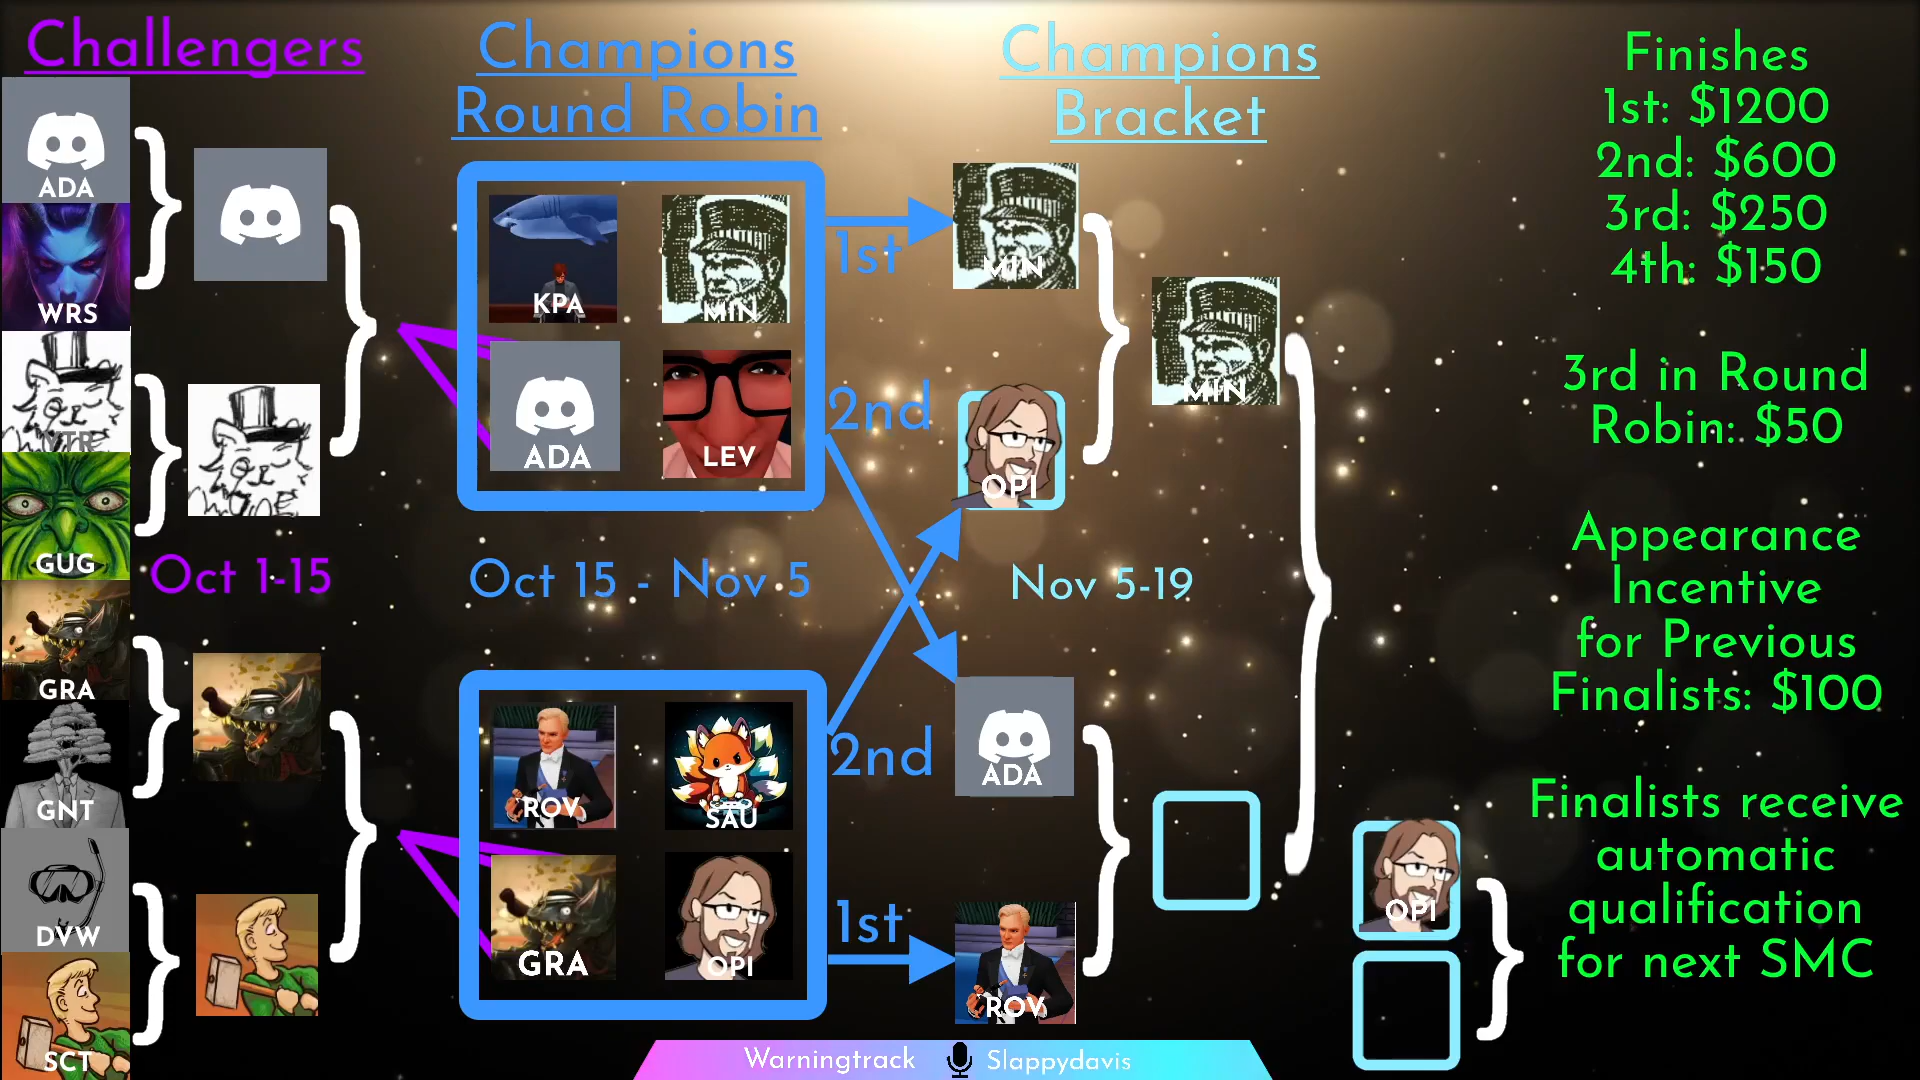 Challengers
ADA
WRS
GUG
GRA
GNT
DVW
SCT
Oct 1-15
Champions
Round Robin
KPA
MIN
ADA
LEV
Oct 15 - Nov 5
ROV
SAU
GRA
OPI
1st
2nd
2nd
1st
Champions
Bracket
MIN
OPI
MIN
Nov 5-19
ADA
ROV
OPI
Finishes
1st: $1200
2nd: $600
3rd: $250
4th: $150
3rd in Round
Robin: $50
Appearance
Incentive
for Previous
Finalists: $100
Finalists receive
automatic
qualification
for next SMC
Warningtrack
Slappydavis